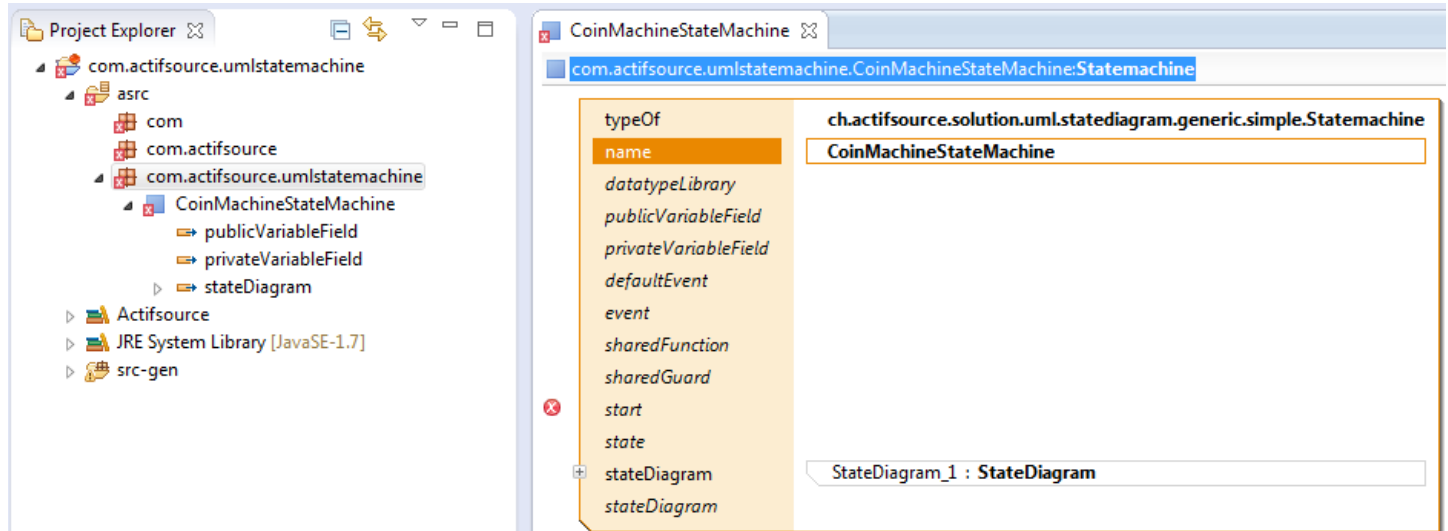 Project Explorer
com.actifsource.umlstatemachine
asrc
com
com.actifsource
com.actifsource.umlstatemachine
CoinMachineStateMachine
publicVariableField
privateVariableField
stateDiagram
Actifsource
JRE System Library [JavaSE-1.7]
src-gen
CoinMachineStateMachine
com.actifsource.umlstatemachine.CoinMachineStateMachine:Statemachine
typeOf ch.actifsource.solution.uml.statediagram.generic.simple.Statemachine
name CoinMachineStateMachine
datatypeLibrary
publicVariableField
privateVariableField
defaultEvent
event
sharedFunction
sharedGuard
start
state
stateDiagram StateDiagram_1 : StateDiagram
stateDiagram